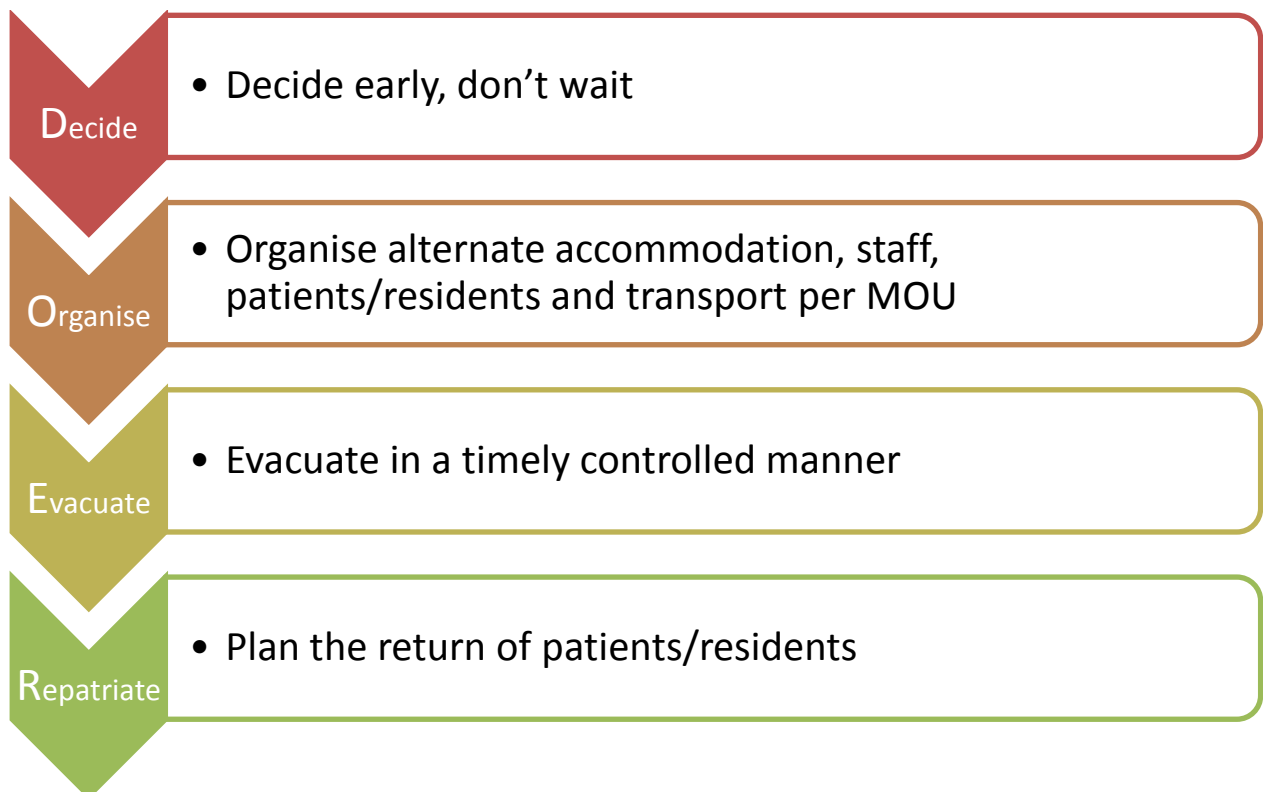 Decide
• Decide early, don’t wait
Organise
• Organise alternate accommodation, staff,
patients/residents and transport per MOU
Evacuate
• Evacuate in a timely controlled manner
Repatriate
• Plan the return of patients/residents